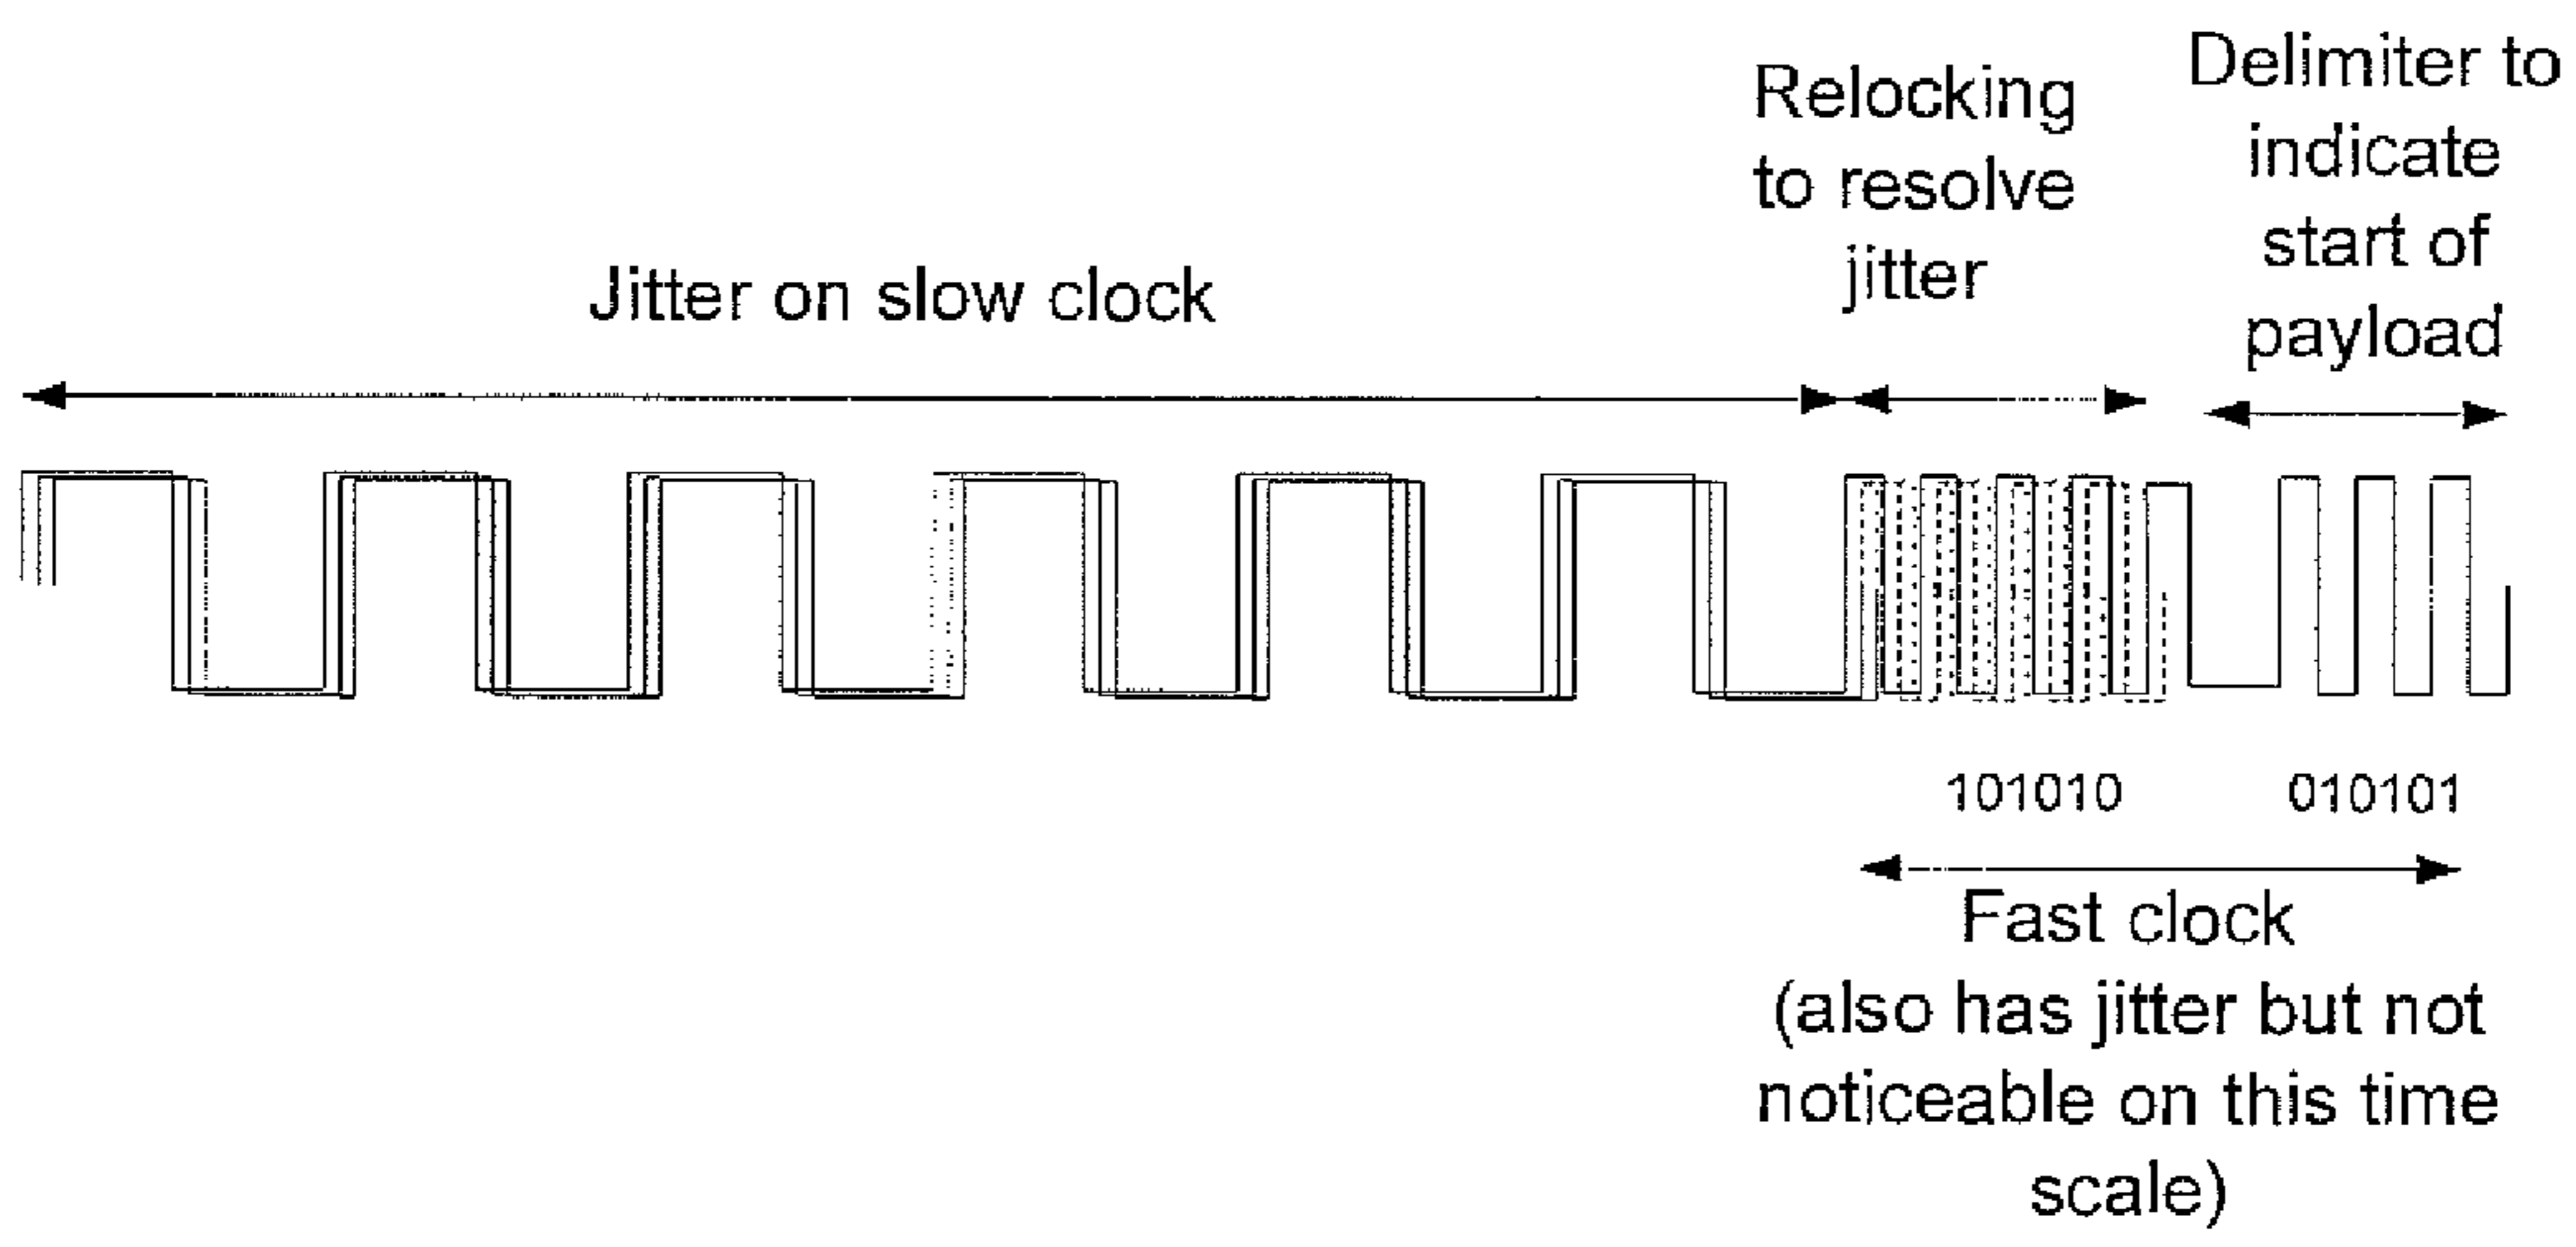 Jitter on slow clock
Relocking
to resolve
jitter
Delimiter to
indicate
start of
payload
101010
010101
Fast clock
(also has jitter but not
noticeable on this time
scale)